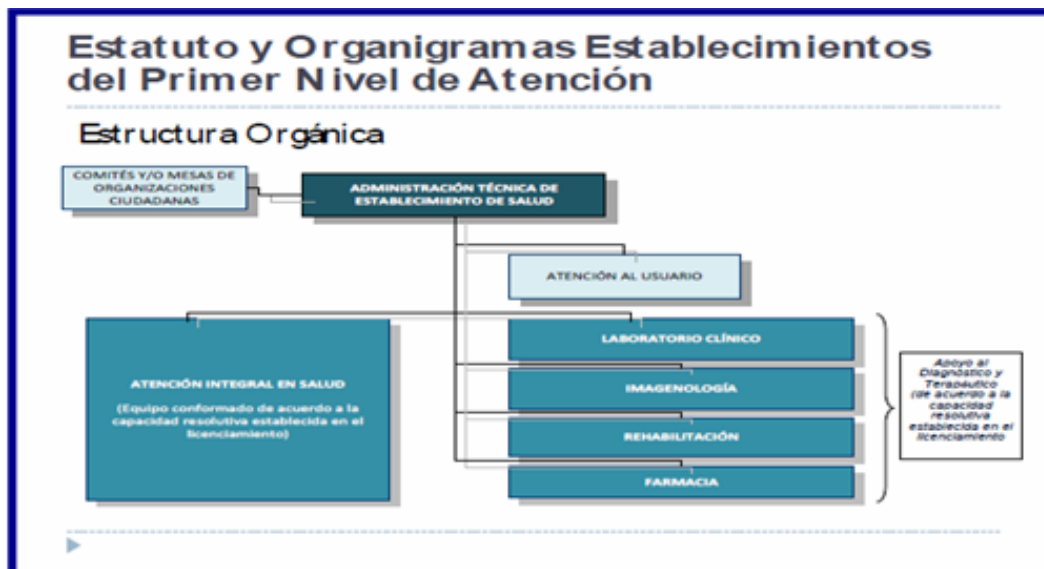 Estatuto y Organigramas Establecimientos
del Primer Nivel de Atención
Estructura Orgánica
COMITÉS Y/O MESAS DE
ORGANIZACIONES
CIUDADANAS
ADMINISTRACIÓN TÉCNICA DE
ESTABLECIMIENTO DE SALUD
ATENCIÓN AL USUARIO
ATENCIÓN INTEGRAL EN SALUD
(Equipo conformado de acuerdo a la
capacidad resolutiva establecida en el
licenciamiento)
LABORATORIO CLÍNICO
IMAGENOLOGÍA
REHABILITACIÓN
FARMACIA
Apoyo al
Diagnóstico y
Terapéutico
(de acuerdo a la
capacidad
resolutiva
establecida en el
licenciamiento